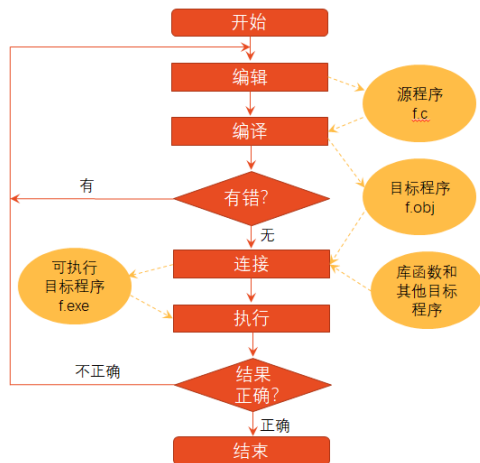 开始
编辑
源程序
f.c
编译
有
有错?
目标程序
f.obj
无
可执行
目标程序
f.exe
连接
库函数和
其他目标
程序
执行
不正确
结果
正确?
正确
结束